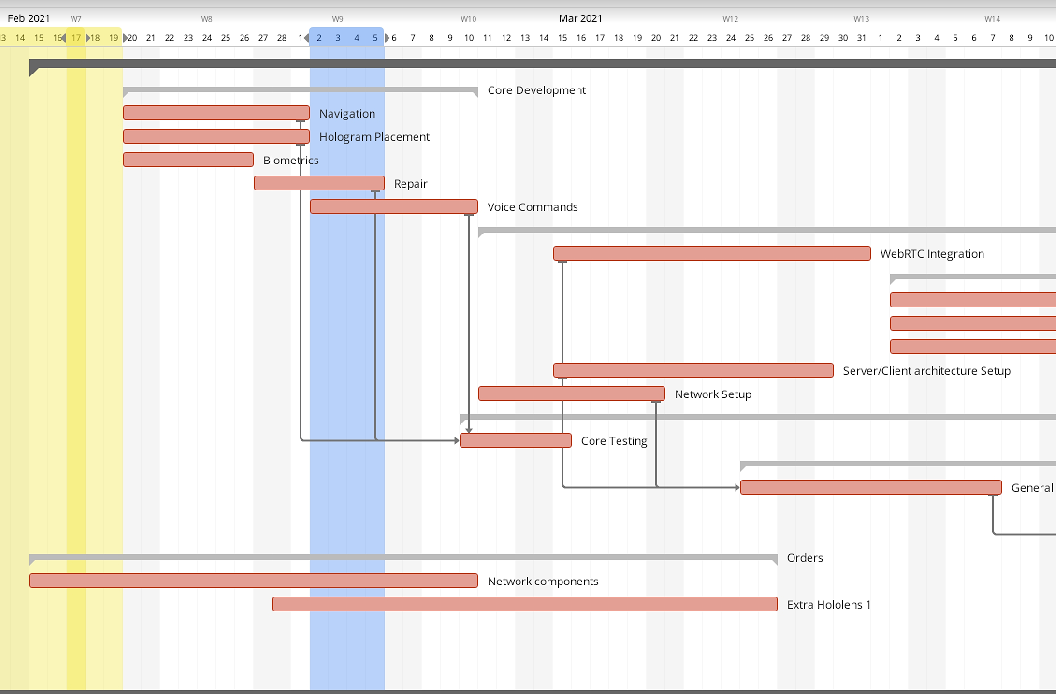 Feb 2021 W7 W8 W9 W10 Mar 2021 W12 W13 W14
3 14 15 16 17 18 19 20 21 22 23 24 25 26 27 28 1 2 3 4 5 6 7 8 9 10 11 12 13 14 15 16 17 18 19 20 21 22 23 24 25 26 27 28 29 30 31 1 2 3 4 5 6 7 8 9 10
Core Development
Navigation
Hologram Placement
Biometrics
Repair
Voice Commands
WebRTC Integration
Server/Client architecture Setup
Network Setup
Core Testing
General
Orders
Network components
Extra Hololens 1